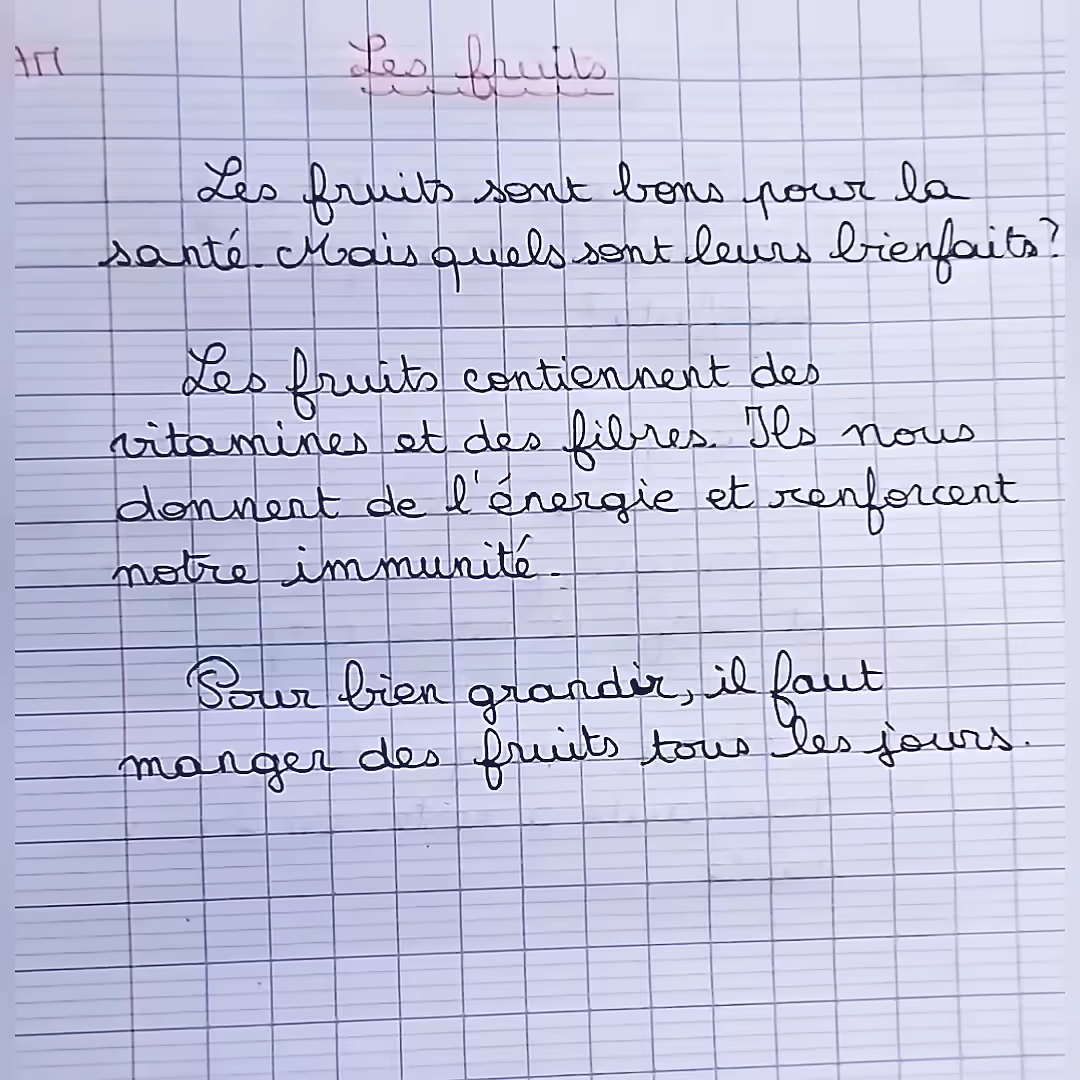 Les fruits
Les fruits sont bons pour la
santé. Mais quels sont leurs bienfaits?
Les fruits contiennent des
vitamines et des fibres. Ils nous
donnent de l'énergie et renforcent
notre immunité.
Pour bien grandir, il faut
manger des fruits tous les jours.